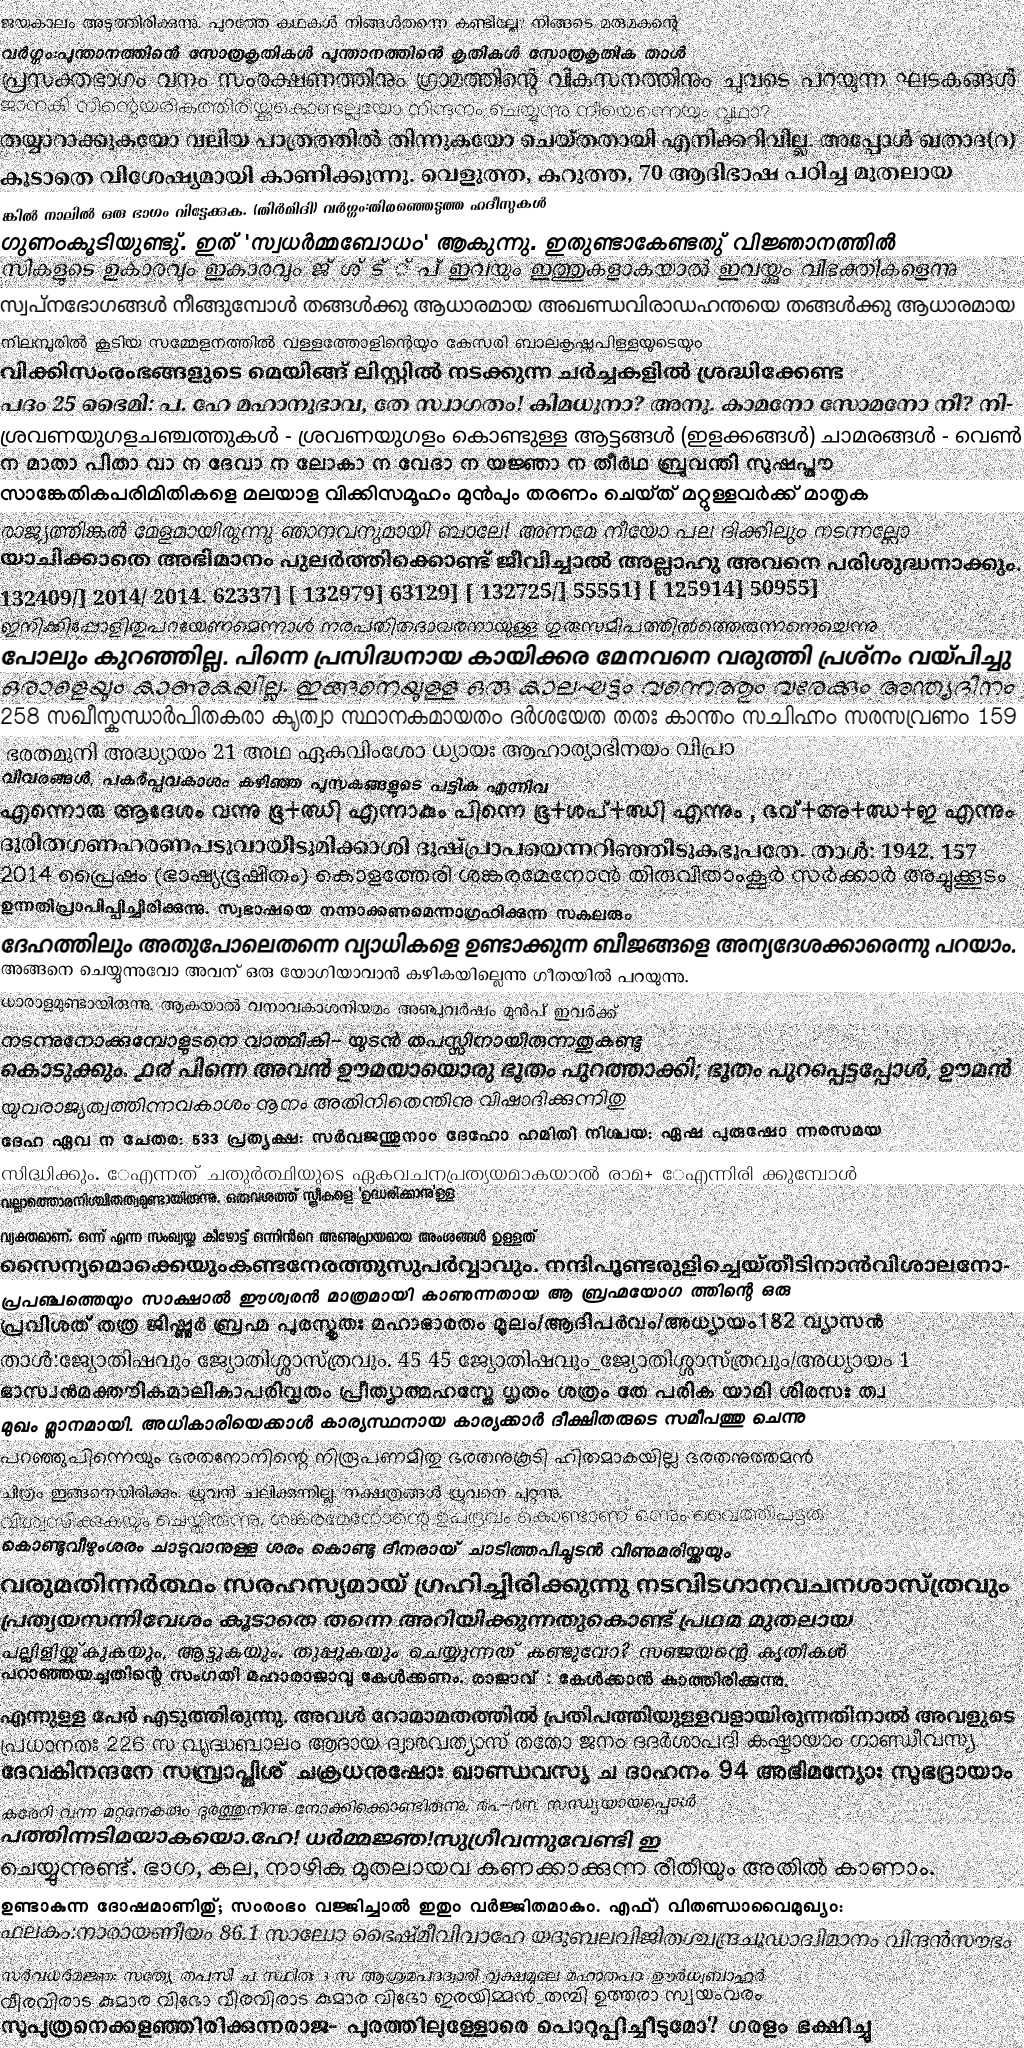 ജയകാലം അടുത്തിരിക്കുന്നു. പുറത്തേ കഥകൾ നിങ്ങൾതന്നെ കണ്ടില്ലേ? നിങ്ങടെ മരുമകന്റെ
വർഗ്ഗം:പൂന്താനത്തിൻെറ സോത്രകൃതികൾ പൂന്താനത്തിൻെറ കൃതികൾ സോത്രകൃതിക താൾ
പ്രസക്തഭാഗം വനം സംരക്ഷണത്തിനും ഗ്രാമത്തിന്റെ വികസനത്തിനും ചുവടെ പറയുന്ന ഘടകങ്ങൾ
ജാനകി നിന്റെയരികത്തിരിയ്ക്കുകൊണ്ടല്ലയോ നിന്ദനം ചെയ്യുന്നു നീയെന്നെയും വൃഥാ?
തയ്യാറാക്കുകയോ വലിയ പാത്രത്തിൽ തിന്നുകയോ ചെയ്തതായി എനിക്കറിവില്ല. അപ്പോൾ ഖതാദ(റ)
കൂടാതെ വിശേഷ്യമായി കാണിക്കുന്നു. വെളുത്ത, കറുത്ത, 70 ആദിഭാഷ പഠിച്ച മുതലായ
ങ്കിൽ നാലിൽ ഒരു ഭാഗം വിട്ടേക്കുക. (തിർമിദി) വർഗ്ഗം:തിരഞ്ഞെടുത്ത ഹദീസുകൾ
ഗുണംകൂടിയുണ്ടു്. ഇത് 'സ്വധർമ്മബോധം' ആകുന്നു. ഇതുണ്ടാകേണ്ടതു് വിജ്ഞാനത്തിൽ
സികളുടെ ഉകാരവും ഇകാരവും ജ് ശ് ട് ് പ് ഇവയും ഇത്തുകളാകയാൽ ഇവയ്ക്കും വിഭക്തികളെന്നു
സ്വപ്നഭോഗങ്ങൾ നീങ്ങുമ്പോൾ തങ്ങൾക്കു ആധാരമായ അഖണ്ഡവിരാഡഹന്തയെ തങ്ങൾക്കു ആധാരമായ
നിലമ്പൂരിൽ കൂടിയ സമ്മേളനത്തിൽ വള്ളത്തോളിന്റെയും കേസരി ബാലകൃഷ്ണപിള്ളയുടെയും
വിക്കിസംരംഭങ്ങളുടെ മെയിങ്ങ് ലിസ്റ്റിൽ നടക്കുന്ന ചർച്ചകളിൽ ശ്രദ്ധിക്കേണ്ട
പദം 25 ഭൈമി: പ. ഹേ മഹാനുഭാവ, തേ സ്വാഗതം! കിമധുനാ? അനു. കാമനോ സോമനോ നീ? നി-
ശ്രവണയുഗളചഞ്ചത്തുകൾ - ശ്രവണയുഗളം കൊണ്ടുള്ള ആട്ടങ്ങൾ (ഇളക്കങ്ങൾ) ചാമരങ്ങൾ - വെൺ
ന മാതാ പിതാ വാ ന ദേവാ ന ലോകാ ന വേദാ ന യജ്ഞാ ന തീർഥ ബ്രുവന്തി സുഷുപ്തൗ
സാങ്കേതികപരിമിതികളെ മലയാള വിക്കിസമൂഹം മുൻപും തരണം ചെയ്ത് മറ്റുള്ളവർക്ക് മാതൃക
രാജ്യത്തിങ്കൽ മേളമായിരുന്നു ഞാനവനുമായി ബാലേ! അന്നമേ നീയോ പല ദിക്കിലും നടന്നല്ലോ
യാചിക്കാതെ അഭിമാനം പുലർത്തിക്കൊണ്ട് ജീവിച്ചാൽ അല്ലാഹു അവനെ പരിശുദ്ധനാക്കും.
132409/] 2014/ 2014. 62337] [ 132979] 63129] [ 132725/] 55551] [ 125914] 50955]
ഇനിക്കിപ്പോളിതുപറയേണമെന്നാൾ നരപതിതദാവരനായുള്ള ഗുരുസമീപത്തിൽത്തെരുന്നനെച്ചെന്നു
പോലും കുറഞ്ഞില്ല. പിന്നെ പ്രസിദ്ധനായ കായിക്കര മേനവനെ വരുത്തി പ്രശ്നം വയ്പിച്ചു
ഒരാളെയും കാണുകയില്ല. ഇങ്ങനെയുള്ള ഒരു കാലഘട്ടം വന്നെത്തും വരേക്കും അന്ത്യദിനം
258 സഖീസ്കന്ധാർപിതകരാ കൃത്വാ സ്ഥാനകമായതം ദർശയേത തതഃ കാന്തം സചിഹ്നം സരസവ്രണം 159
ഭരതമുനി അദ്ധ്യായം 21 അഥ ഏകവിംശോ ധ്യായഃ ആഹാര്യാഭിനയം വിപ്രാ
വിവരങ്ങൾ, പകർപ്പവകാശം കഴിഞ്ഞ പുസ്തകങ്ങളുടെ പട്ടിക എന്നിവ
എന്നൊരു ആദേശം വന്നു ഭൂ+ത്ധി എന്നാകും പിന്നെ ഭൂ+ശപ്+ത്ധി എന്നും , ഭവ്+അ+ത്ധ+ഇ എന്നും
ദുരിതഗണഹരണപടുവായീടുമിക്കാശി ദുഷ്പ്രാപയെന്നറിഞ്ഞീടുകഭൂപതേ. താൾ: 1942. 157
2014 പ്രൈഷം (ഭാഷ്യഭൂഷിതം) കൊളത്തേരി ശങ്കരമേനോൻ തിരുവിതാംകൂർ സർക്കാർ അച്ചുക്കൂടം
ഉന്നതിപ്രാപിപ്പിച്ചിരിക്കുന്നു. സ്വഭാഷയെ നന്നാക്കണമെന്നാഗ്രഹിക്കുന്ന സകലരും
ദേഹത്തിലും അതുപോലെതന്നെ വ്യാധികളെ ഉണ്ടാക്കുന്ന ബീജങ്ങളെ അന്യദേശക്കാരെന്നു പറയാം.
അങ്ങനെ ചെയ്യുന്നുവോ അവന് ഒരു യോഗിയാവാൻ കഴികയില്ലെന്നു ഗീതയിൽ പറയുന്നു.
ധാരാളമുണ്ടായിരുന്നു. ആകയാൽ വനാവകാശനിയമം അഞ്ചുവർഷം മുൻപ് ഇവർക്ക്
നടന്നുനോക്കുമ്പോളുടനെ വാത്മീകി- യൂടൻ തപസ്സിനായിരുന്നതുകണ്ടു
കൊടുക്കും. ൧൪ പിന്നെ അവൻ ഊമയായൊരു ഭൂതം പുറത്താക്കി; ഭൂതം പുറപ്പെട്ടപ്പോൾ, ഊമൻ
യുവരാജ്യത്വത്തിന്നവകാശം നൂനം അതിനിതെന്തിനു വിഷാദിക്കുന്നിതു
ദേഹ ഏവ ന ചേതര: 533 പ്രത്യക്ഷ: സർവജന്തൂനാം ദേഹോ ഹമിതി നിശ്ചയ: ഏഷ പുരുഷോ ന്നരസമയ
സിദ്ധിക്കും. േഎന്നത് ചതുർത്ഥിയുടെ ഏകവചനപ്രത്യയമാകയാൽ രാമ+ േഎന്നിരി ക്കുമ്പോൾ
വല്ലാത്തൊരനിശ്ചിതത്വമുണ്ടായിരുന്നു. ഒരുവശത്ത് സ്ത്രീകളെ 'ഉദ്ധരിക്കാനു'ള്ള
വ്യക്തമാണ്. ഒന്ന് എന്ന സംഖ്യയ്ക്കു കീഴോട്ട് ഒന്നിൻറെ അണുപ്രായമായ അംശങ്ങൾ ഉള്ളത്
സൈന്യമൊക്കെയുംകണ്ടനേരത്തുസുപർവ്വാവും. നന്ദിപൂണ്ടരുളിച്ചെയ്തീടിനാൻവിശാലനോ-
പ്രപഞ്ചത്തെയും സാക്ഷാൽ ഈശ്വരൻ മാത്രമായി കാണുന്നതായ ആ ബ്രഹ്മയോഗ ത്തിന്റെ ഒരു
പ്രവിശത് തത്ര ജിഷ്ണുർ ബ്രഹ്മ പുരസ്കൃതഃ മഹാഭാരതം മൂലം/ആദിപർവം/അധ്യായം182 വ്യാസൻ
താൾ:ജ്യോതിഷവും ജ്യോതിശ്ശാസ്ത്രവും. 45 45 ജ്യോതിഷവും_ജ്യോതിശ്ശാസ്ത്രവും/അധ്യായം 1
ഭാസ്വൻമക്തൗികമാലികാപരിവൃതം പ്രീത്യാത്മഹസ്തേ ധൃതം ശത്രം തേ പരിക യാമി ശിരസഃ ത്വ
മുഖം മ്ലാനമായി. അധികാരിയെക്കാൾ കാര്യസ്ഥനായ കാര്യക്കാർ ദീക്ഷിതരുടെ സമീപത്തു ചെന്നു
പറഞ്ഞുപിന്നെയും ഭരതനോനിന്റെ നിരൂപണമിതു ഭരതനുകൂടി ഹിതമാകയില്ല ഭരതനുത്തമൻ
ചിത്രം ഇങ്ങനെയിരിക്കും. ധ്രുവൻ ചലിക്കുന്നില്ല. നക്ഷത്രങ്ങൾ ധ്രുവനെ ചുറ്റുന്നു.
വിശ്വസിക്കുകയും ചെയ്തിരുന്നു. ശങ്കരമേനോന്റെ ഉപദ്രവം കൊണ്ടാണ് ഒന്നും വൈത്തിപട്ടത
കൊണ്ടുവീഴുംശരം ചാടുവാനുള്ള ശരം കൊണ്ടു ദീനരായ് ചാടിത്തപിച്ചുടൻ വീണുമരിയ്ക്കയും
വരുമതിന്നർത്ഥം സരഹസ്യമായ് ഗ്രഹിച്ചിരിക്കുന്നു നടവിടഗാനവചനശാസ്ത്രവും
പ്രത്യയസന്നിവേശം കൂടാതെ തന്നെ അറിയിക്കുന്നതുകൊണ്ട് പ്രഥമ മുതലായ
പല്ലിളിയ്ക്കുകയും, ആട്ടുകയും, തുപ്പുകയും ചെയ്യുന്നത് കണ്ടുവോ? സഞ്ജയന്റെ കൃതികൾ
പറാഞ്ഞയച്ചതിന്റെ സംഗതി മഹാരാജാവു കേൾക്കണം. രാജാവ് : കേൾക്കാൻ കാത്തിരിക്കുന്നു.
എന്നുള്ള പേർ എടുത്തിരുന്നു. അവൾ റോമാമതത്തിൽ പ്രതിപത്തിയുള്ളവളായിരുന്നതിനാൽ അവളുടെ
പ്രധാനതഃ 226 സ വൃദ്ധബാലം ആദായ ദ്വാരവത്യാസ് തതോ ജനം ദദർശാപദി കഷ്ടായാം ഗാണ്ഡീവസ്യ
ദേവകീനന്ദനേ സമ്പ്രാപ്തിശ് ചക്രധനുഷോഃ ഖാണ്ഡവസ്യ ച ദാഹനം 94 അഭിമന്യോഃ സുഭദ്രായാം
കരേറി വന്ന മറ്റനേകരും ദൂരത്തുനിന്നു നോക്കിക്കൊണ്ടിരുന്നു. സന്ധ്യയായപ്പൊൾ
പത്തിന്നടിമയാകയൊ.ഹേ! ധർമ്മജ്ഞ!സുഗ്രീവന്നുവേണ്ടി ഇ
ചെയ്യുന്നുണ്ട്. ഭാഗ, കല, നാഴിക മുതലായവ കണക്കാക്കുന്ന രീതിയും അതിൽ കാണാം.
ഉണ്ടാകുന്ന ദോഷമാണിതു്; സംരംഭം വജ്ജിച്ചാൽ ഇതും വർജ്ജിതമാകും. എഫ്) വിതണ്ഡാവൈമുഖ്യം:
ഫലകം:നാരായണീയം 86.1 സാല്വോ ഭൈഷ്മീവിവാഹേ യദുബലവിജിതശ്ചന്ദ്രചൂഡാദ്വിമാനം വിന്ദൻസൗഭം
സർവധർമജ്ഞഃ സത്യേ തപസി ച സ്ഥിതഃ 3 സ ആശ്രമപദദ്വാരി വൃക്ഷമൂലേ മഹാതപാഃ ഊർധ്വബാഹുർ
വീരവിരാട കുമാര വിഭോ വീരവിരാട കുമാര വിഭോ ഇരയിമ്മൻ_തമ്പി ഉത്തരാ സ്വയംവരം
സുപുത്രനെക്കളഞ്ഞിരിക്കുന്നരാജ- പുരത്തിലുള്ളോരെ പൊറുപ്പിച്ചീടുമോ? ഗരളം ഭക്ഷിച്ചു